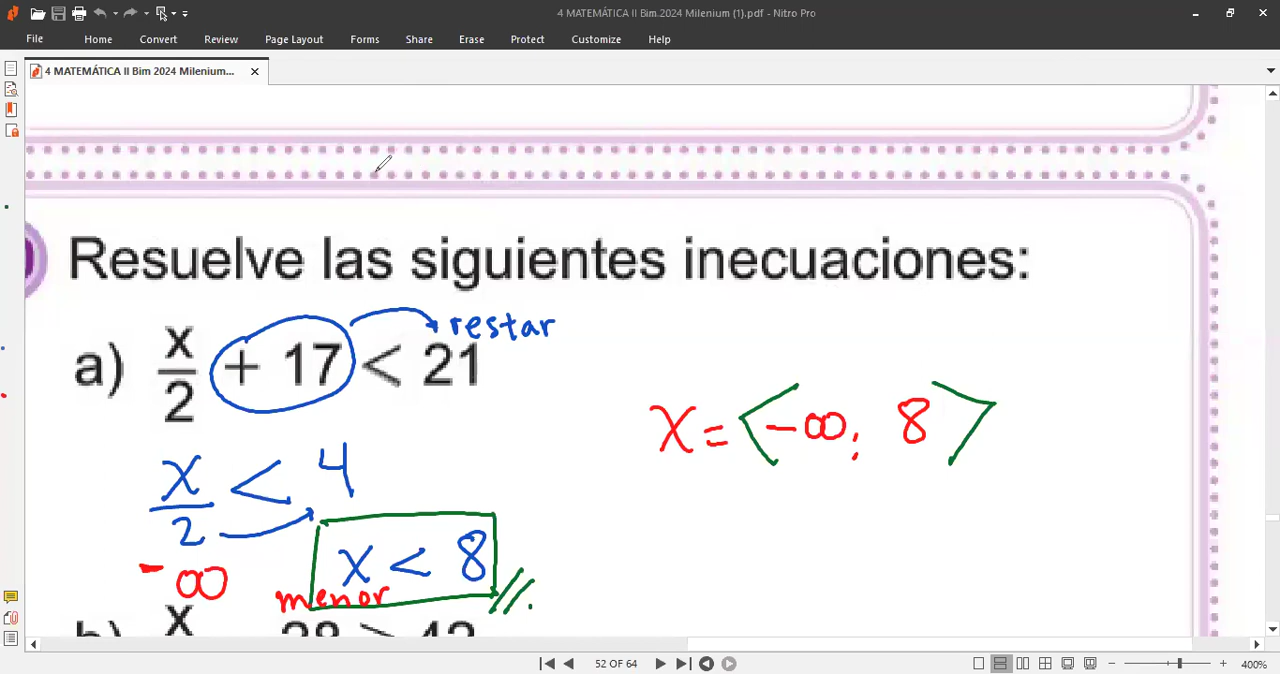 4 MATEMÁTICA II Bim.2024 Milenium (1).pdf - Nitro Pro
File Home Convert Review Page Layout Forms Share Erase Protect Customize Help
4 MATEMÁTICA II Bim 2024 Milenium...
Resuelve las siguientes inecuaciones:
restar
a) x/2 + 17 < 21
x = <-∞; 8>
x/2 < 4
x < 8
-∞ menor
52 OF 64
400%